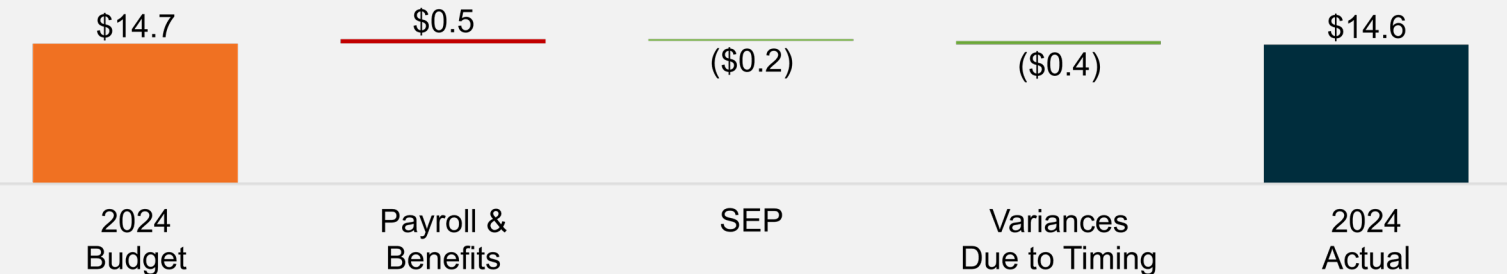 $14.7
$0.5
($0.2)
($0.4)
$14.6
2024
Budget
Payroll &
Benefits
SEP
Variances
Due to Timing
2024
Actual